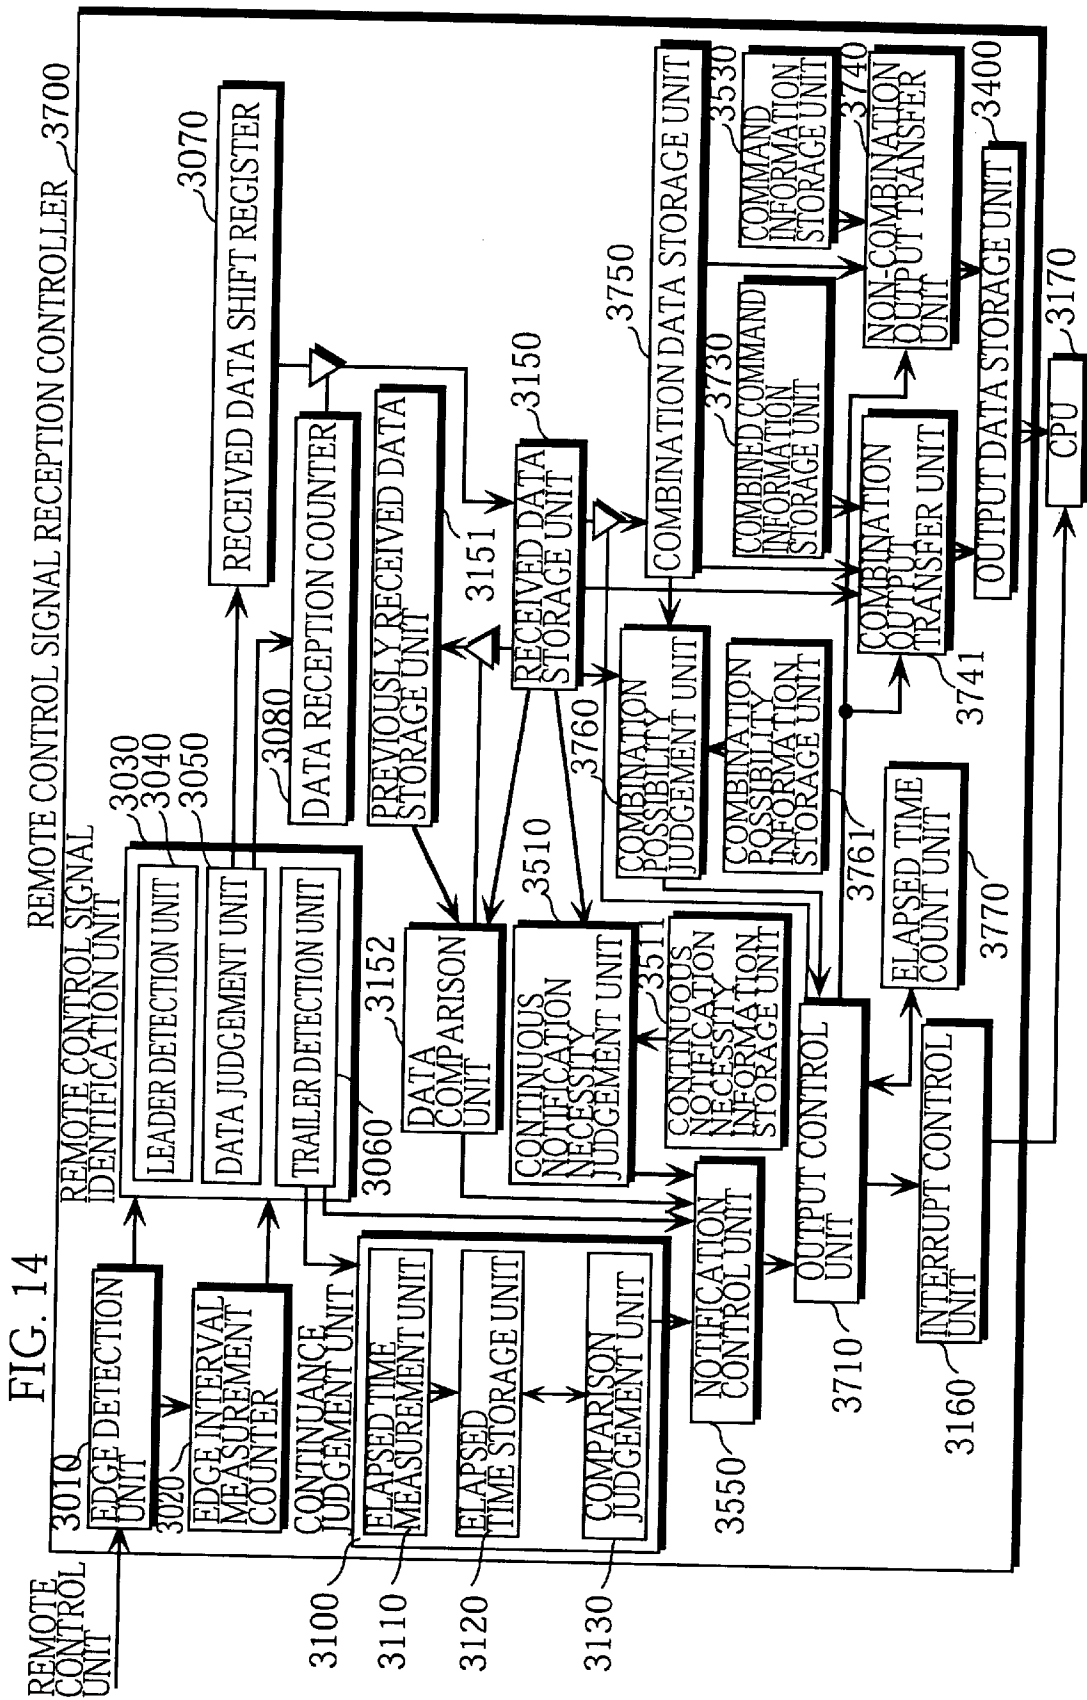 FIG. 14
REMOTE CONTROL SIGNAL RECEPTION CONTROLLER
3700
REMOTE
CONTROL
UNIT
3010
EDGE DETECTION
UNIT
3020
EDGE INTERVAL
MEASUREMENT
COUNTER
REMOTE CONTROL SIGNAL
IDENTIFICATION UNIT
3030
3040
3050
LEADER DETECTION UNIT
DATA JUDGEMENT UNIT
TRAILER DETECTION UNIT
3060
3070
RECEIVED DATA SHIFT REGISTER
3080
DATA RECEPTION COUNTER
CONTINUANCE
JUDGEMENT UNIT
3100
ELAPSED TIME
MEASUREMENT UNIT
3110
ELAPSED
TIME STORAGE UNIT
3120
COMPARISON
JUDGEMENT UNIT
3130
PREVIOUSLY RECEIVED DATA
STORAGE UNIT
3151
3152
DATA
COMPARISON
UNIT
3150
RECEIVED DATA
STORAGE UNIT
3510
CONTINUOUS
NOTIFICATION
NECESSITY
JUDGEMENT UNIT
3511
CONTINUOUS
NOTIFICATION
NECESSITY
INFORMATION
STORAGE UNIT
3760
COMBINATION
POSSIBILITY
JUDGEMENT UNIT
COMBINATION
POSSIBILITY
INFORMATION
STORAGE UNIT
3761
3750
COMBINATION DATA STORAGE UNIT
3730
COMBINED COMMAND
INFORMATION
STORAGE UNIT
3530
COMMAND
INFORMATION
STORAGE UNIT
3740
NON-COMBINATION
OUTPUT TRANSFER
UNIT
COMBINATION
OUTPUT
TRANSFER UNIT
3741
NOTIFICATION
CONTROL UNIT
3550
OUTPUT CONTROL
UNIT
3710
ELAPSED TIME
COUNT UNIT
3770
INTERRUPT CONTROL
UNIT
3160
3400
OUTPUT DATA STORAGE UNIT
3170
CPU